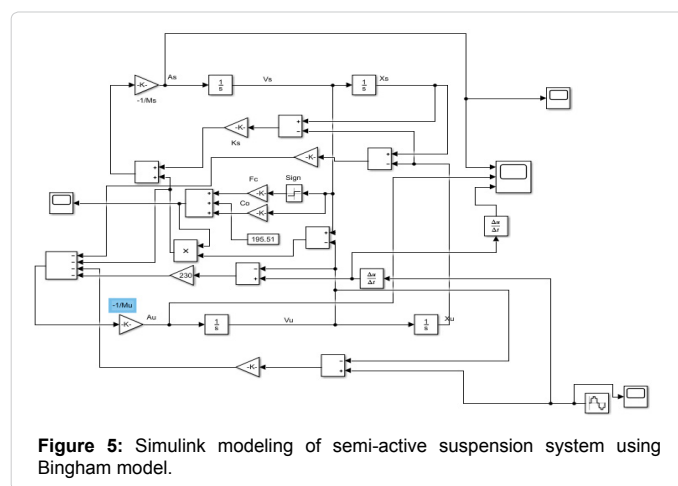 As
Vs
Xs
-K-
1
s
1
s
-1/Ms
-K-
Ks
-K-
Fc
Sign
-K-
Co
-K-
195.51
×
Δu
Δt
230
Δu
Δt
-1/Mu
-K-
Au
1
s
Vu
1
s
Xu
-K-
Figure 5: Simulink modeling of semi-active suspension system using
Bingham model.